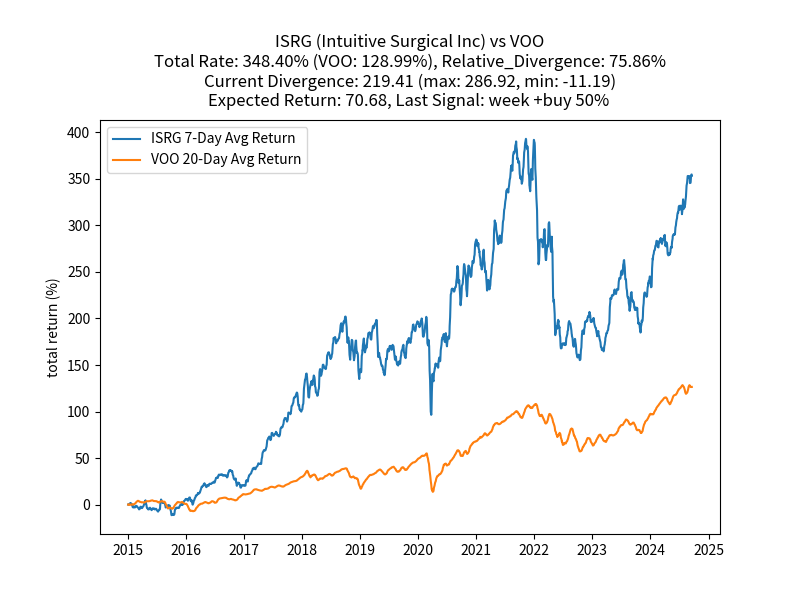 ISRG (Intuitive Surgical Inc) vs VOO
Total Rate: 348.40% (VOO: 128.99%), Relative_Divergence: 75.86%
Current Divergence: 219.41 (max: 286.92, min: -11.19)
Expected Return: 70.68, Last Signal: week +buy 50%
ISRG 7-Day Avg Return
VOO 20-Day Avg Return
total return (%)
400
350
300
250
200
150
100
50
0
2015 2016 2017 2018 2019 2020 2021 2022 2023 2024 2025